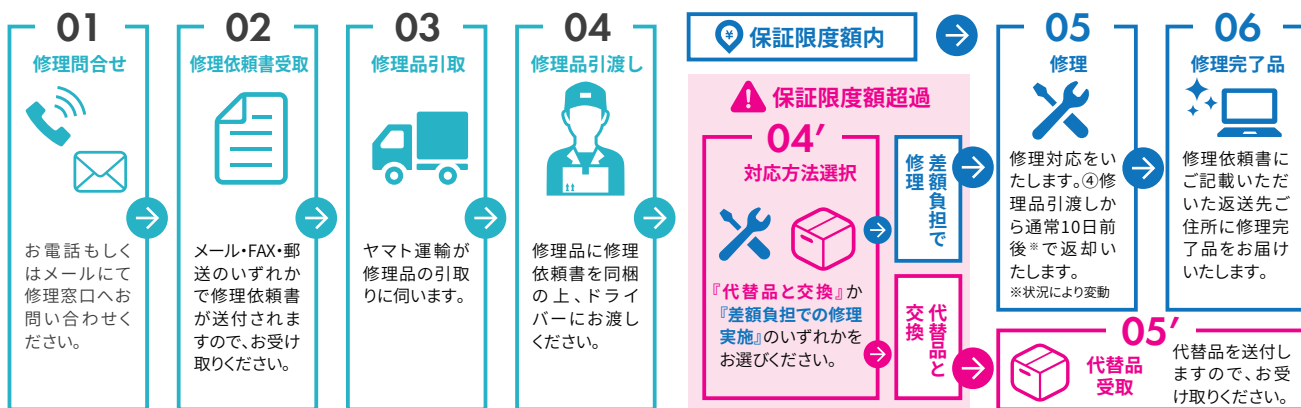 01
修理問合せ
お電話もしく
はメールにて
修理窓口へお
問い合わせく
ださい。
02
修理依頼書受取
メール・FAX・郵
送のいずれか
で修理依頼書
が送付されま
すので、お受け
取りください。
03
修理品引取
ヤマト運輸が
修理品の引取
りに伺います。
04
修理品引渡し
修理品に修理
依頼書を同梱
の上、ドライ
バーにお渡し
ください。
¥ 保証限度額内
保証限度額超過
04′
対応方法選択
『代替品と交換』か
『差額負担での修理
実施』のいずれかを
お選びください。
差額負担で
修理
代替品と
交換
05
修理
修理対応をい
たします。④修
理品引渡しか
ら通常10日前
後※で返却い
たします。
※状況により変動
06
修理完了品
修理依頼書に
ご記載いただ
いた返送先ご
住所に修理完
了品をお届け
いたします。
05′
代替品
受取
代替品を送付し
ますので、お受
け取りください。